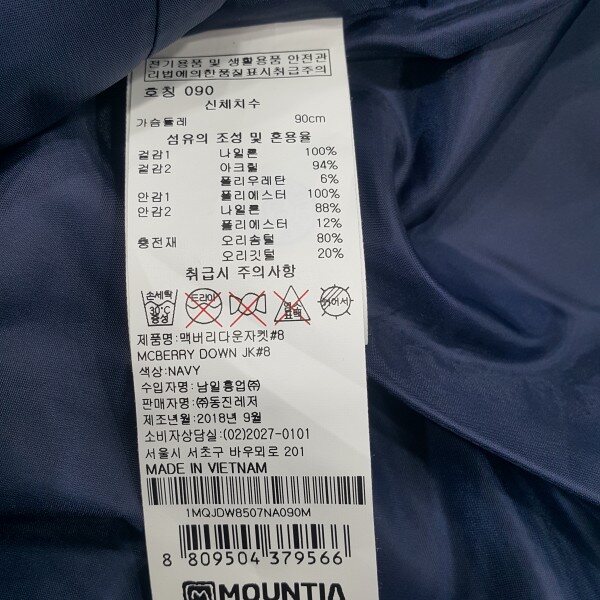 전기용품 및 생활용품 안전관
리법에의한품질표시취급주의
호칭 090
신체치수
가슴둘레 90cm
섬유의 조성 및 혼용율
겉감1 나일론 100%
겉감2 아크릴 94%
폴리우레탄 6%
안감1 폴리에스터 100%
안감2 나일론 88%
폴리에스터 12%
충전재 오리솜털 80%
오리깃털 20%
취급시 주의사항
손세탁 30℃ 중성
드라이
염소 표백
뉘어서
제품명:맥버리다운자켓#8
MCBERRY DOWN JK#8
색상:NAVY
수입자명:남일흥업㈜
판매자명:㈜동진레저
제조년월:2018년 9월
소비자상담실:(02)2027-0101
서울시 서초구 바우뫼로 201
MADE IN VIETNAM
1MQJDW8507NA090M
8 809504 379566
MOUNTIA